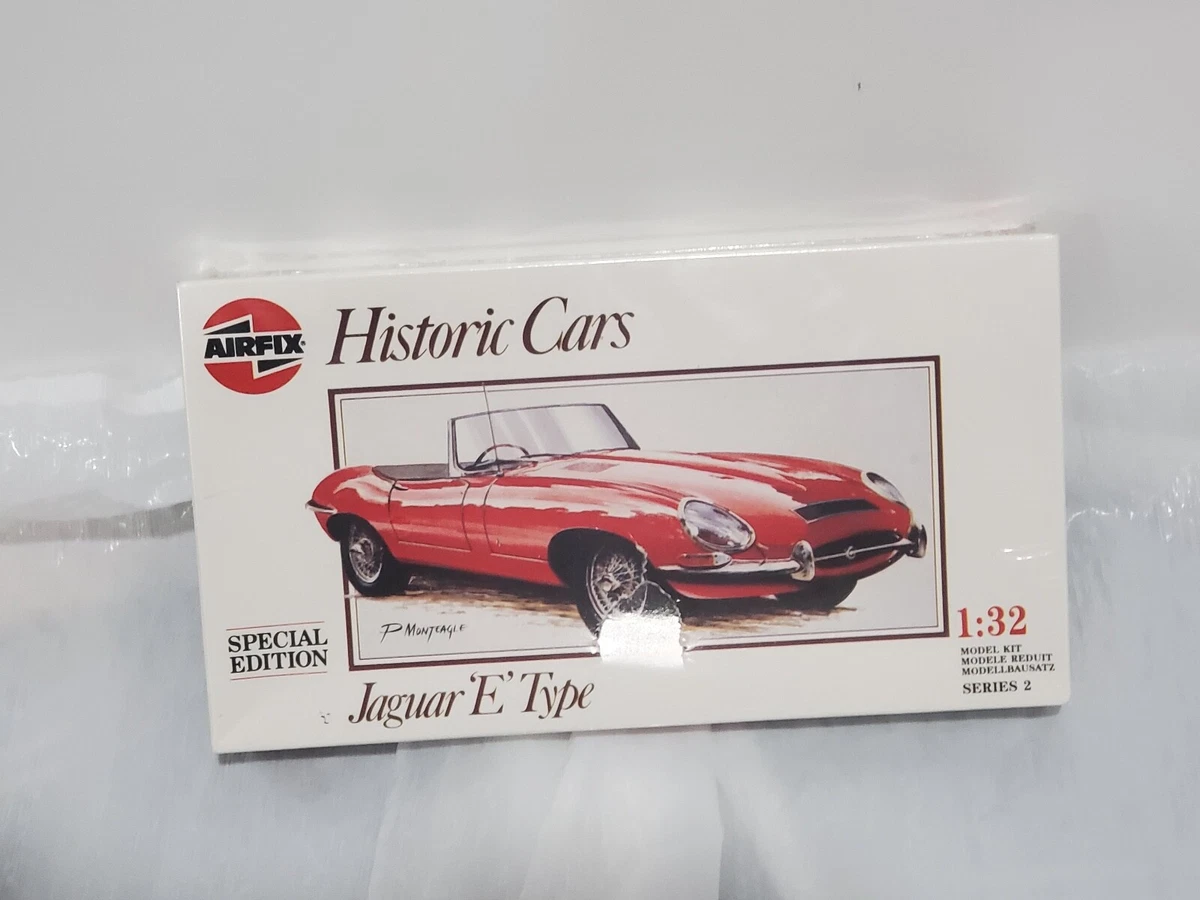 AIRFIX
Historic Cars
P MONTEAGLE
SPECIAL
EDITION
Jaguar 'E' Type
1:32
MODEL KIT
MODELE REDUIT
MODELLBAUSATZ
SERIES 2